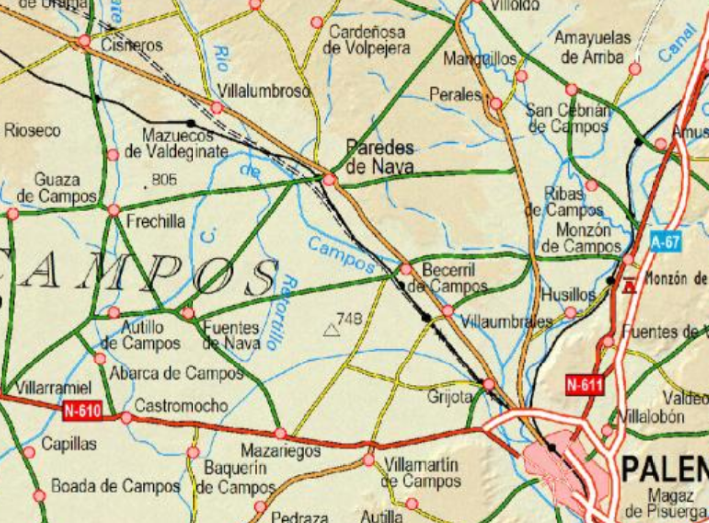 Villoldo
Cisneros
Río
Cardeñosa
de Volpejera
Amayuelas
de Arriba
Canal
Manquillos
Villalumbroso
Perales
San Cebrián
de Campos
Rioseco
Mazuecos
de Valdeginate
Paredes
de Nava
Amus
Guaza
de Campos
805
de
Ribas
de Campos
Frechilla
Monzón
de Campos
A-67
CAMPOS
Campos
Becerril
de Campos
Monzón de
Retortillo
Husillos
748
Villaumbrales
Autillo
de Campos
Fuentes
de Nava
Fuentes de V
Abarca de Campos
Villarramiel
Grijota
N-611
Valdeo
N-610
Castromocho
Villalobón
Capillas
Mazariegos
Baquerín
de Campos
Villamartín
de Campos
PALEN
Boada de Campos
Magaz
de Pisuerga
Pedraza
Autilla